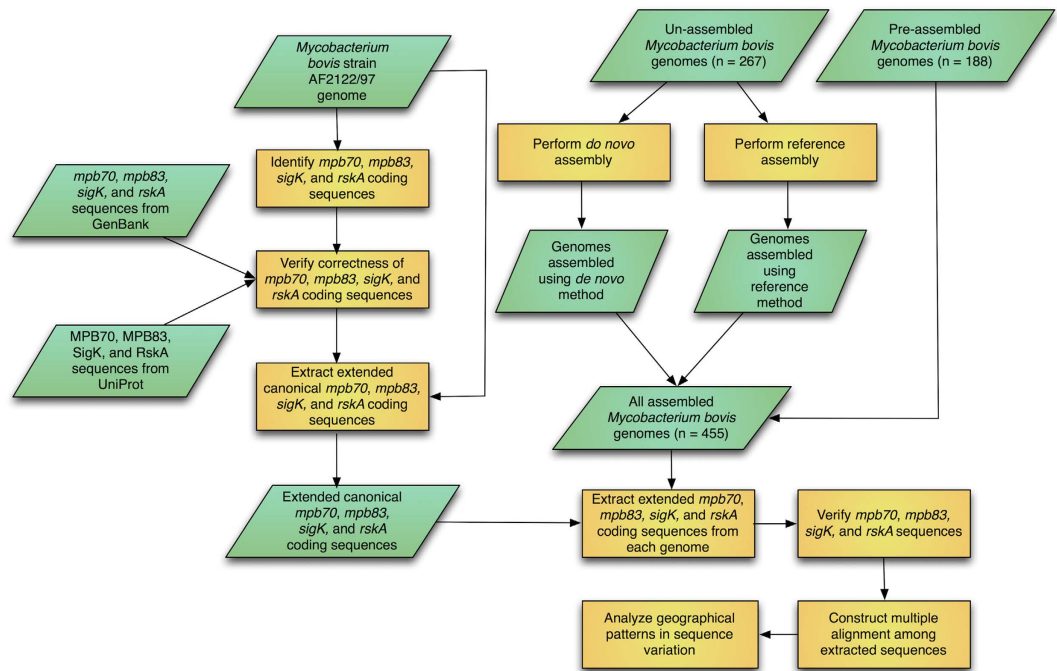 Mycobacterium
bovis strain
AF2122/97
genome
Un-assembled
Mycobacterium bovis
genomes (n = 267)
Pre-assembled
Mycobacterium bovis
genomes (n = 188)
Perform do novo
assembly
Perform reference
assembly
Identify mpb70, mpb83,
sigK, and rskA coding
sequences
mpb70, mpb83,
sigK, and rskA
sequences from
GenBank
Verify correctness of
mpb70, mpb83, sigK, and
rskA coding sequences
Genomes
assembled
using de novo
method
Genomes
assembled
using
reference
method
MPB70, MPB83,
SigK, and RskA
sequences from
UniProt
Extract extended
canonical mpb70, mpb83,
sigK, and rskA coding
sequences
All assembled
Mycobacterium bovis
genomes (n = 455)
Extended canonical
mpb70, mpb83,
sigK, and rskA
coding sequences
Extract extended mpb70,
mpb83, sigK, and rskA
coding sequences from
each genome
Verify mpb70, mpb83,
sigK, and rskA sequences
Analyze geographical
patterns in sequence
variation
Construct multiple
alignment among
extracted sequences